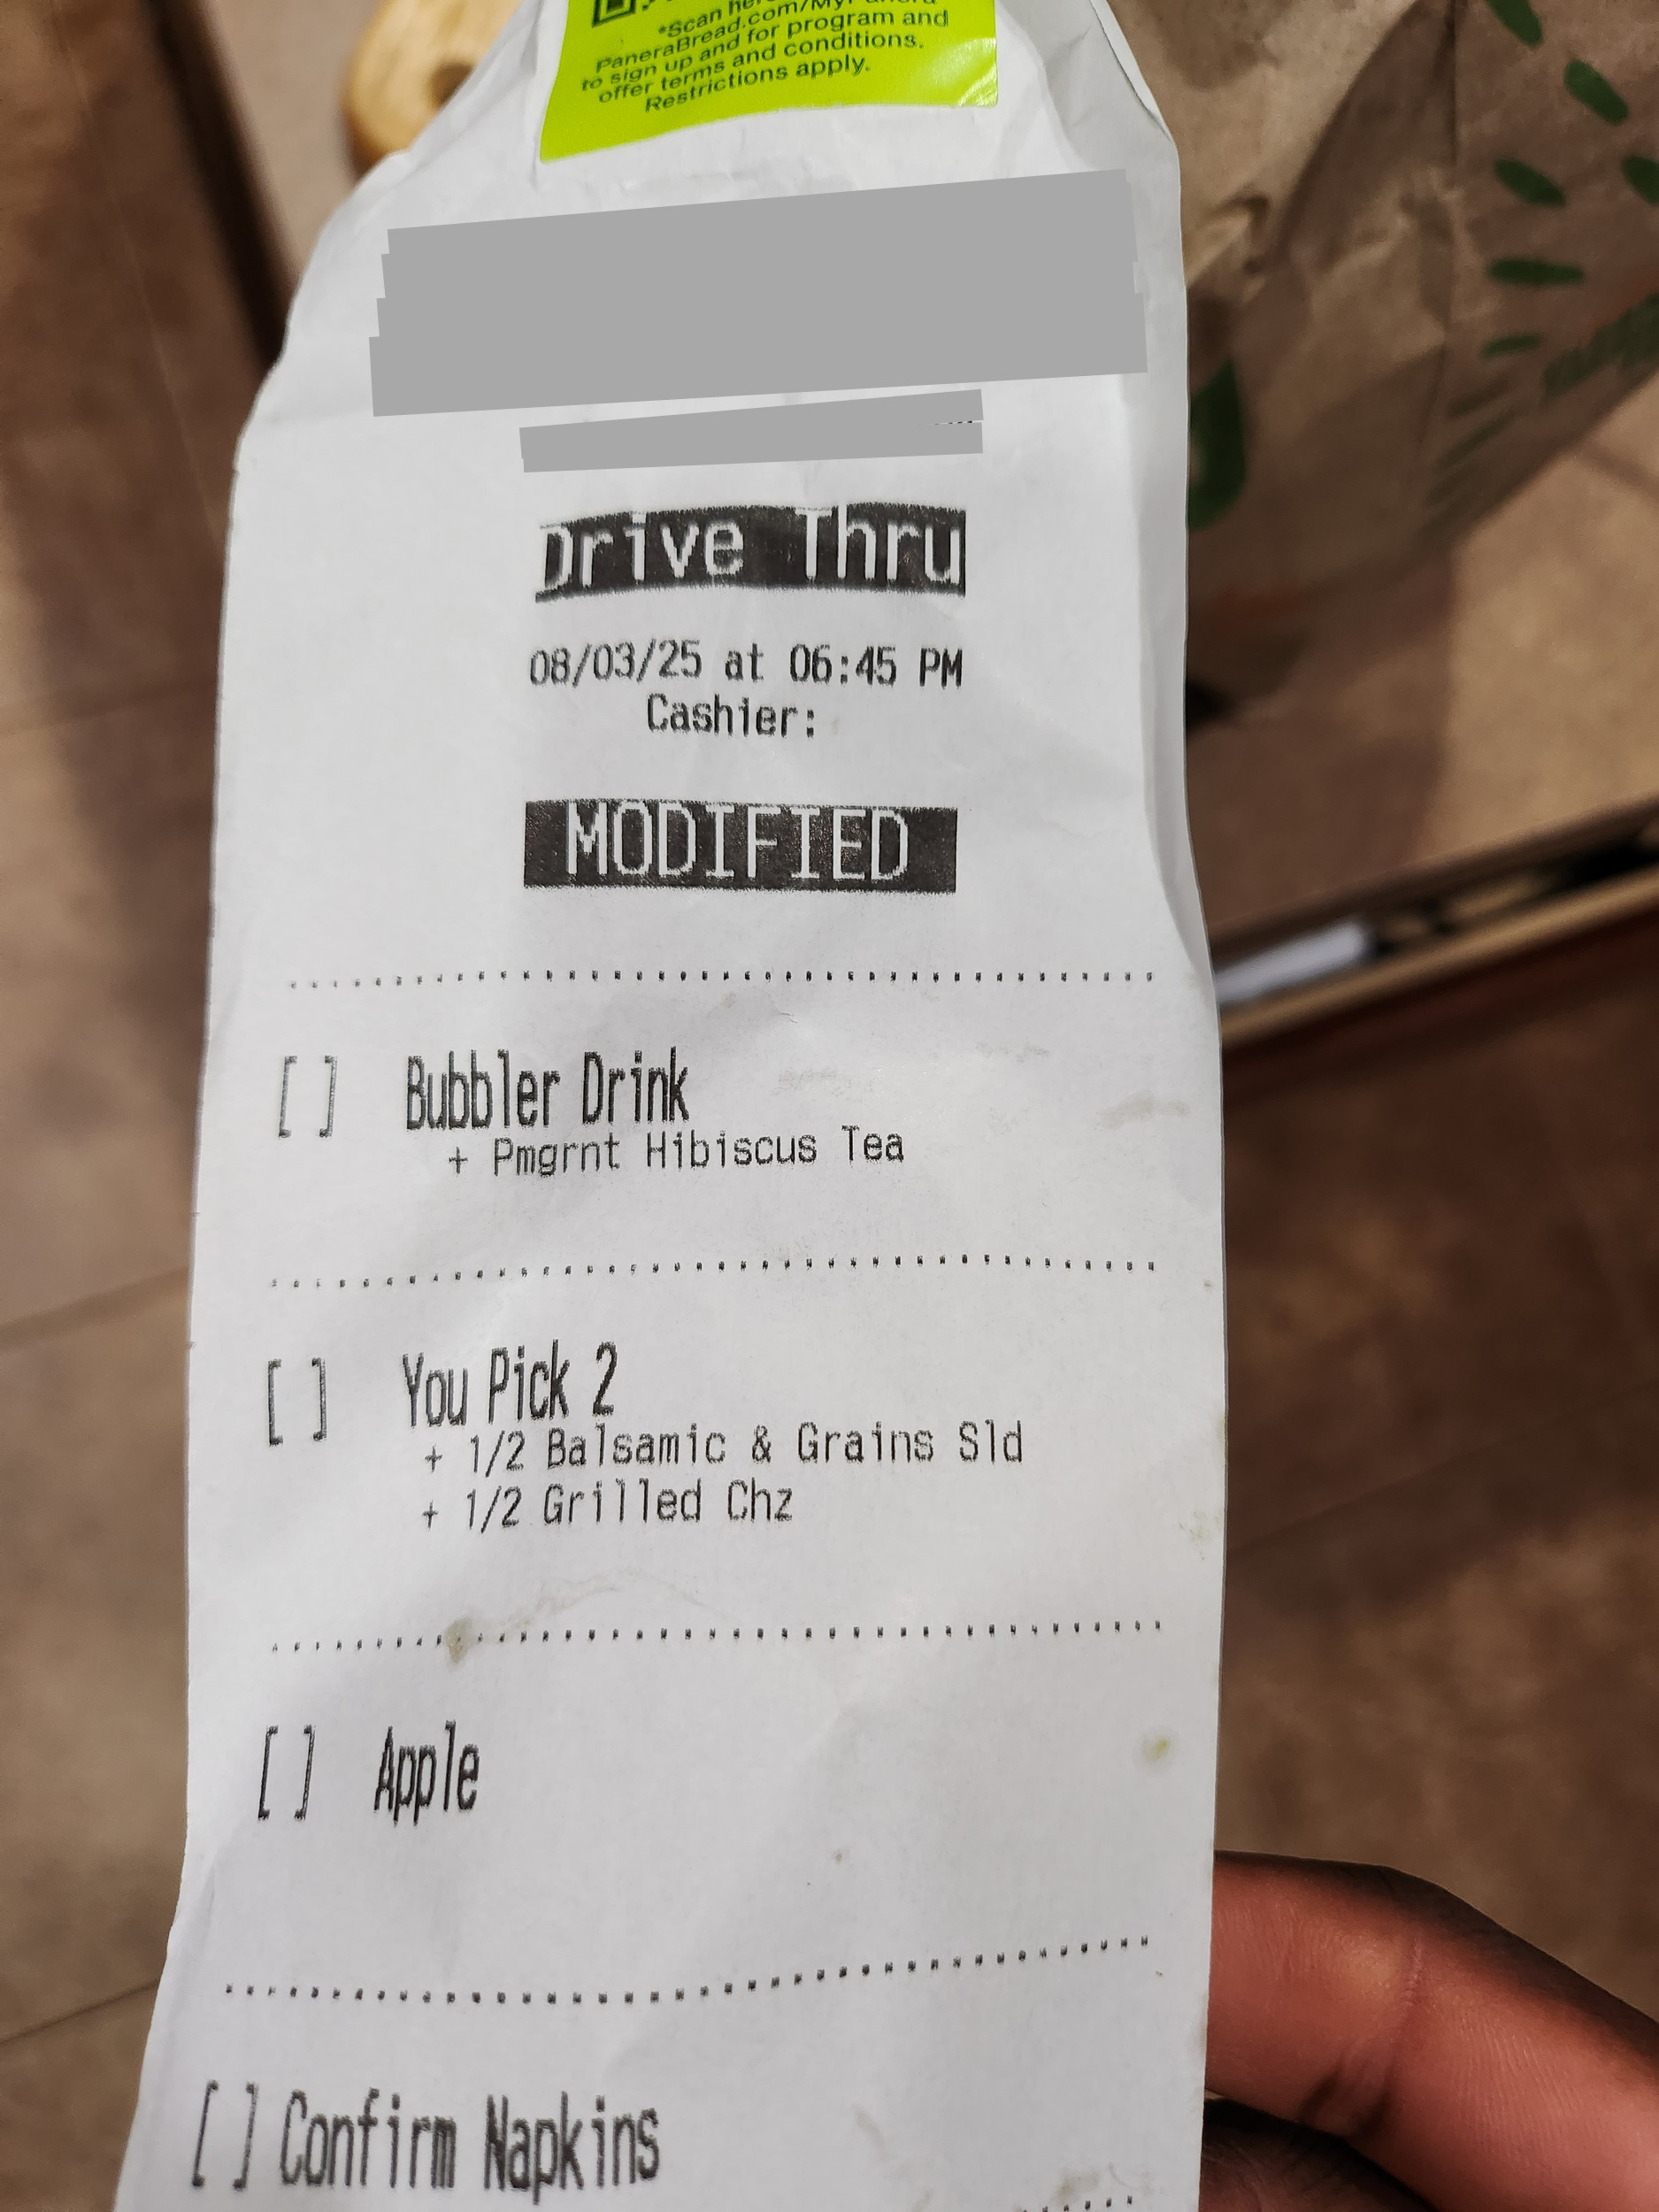 *Scan here
PaneraBread.com/MyPanera
to sign up and for program and
offer terms and conditions.
Restrictions apply.
Drive Thru
08/03/25 at 06:45 PM
Cashier:
MODIFIED
[ ] Bubbler Drink
+ Pmgrnt Hibiscus Tea
[ ] You Pick 2
+ 1/2 Balsamic & Grains Sld
+ 1/2 Grilled Chz
[ ] Apple
[ ] Confirm Napkins